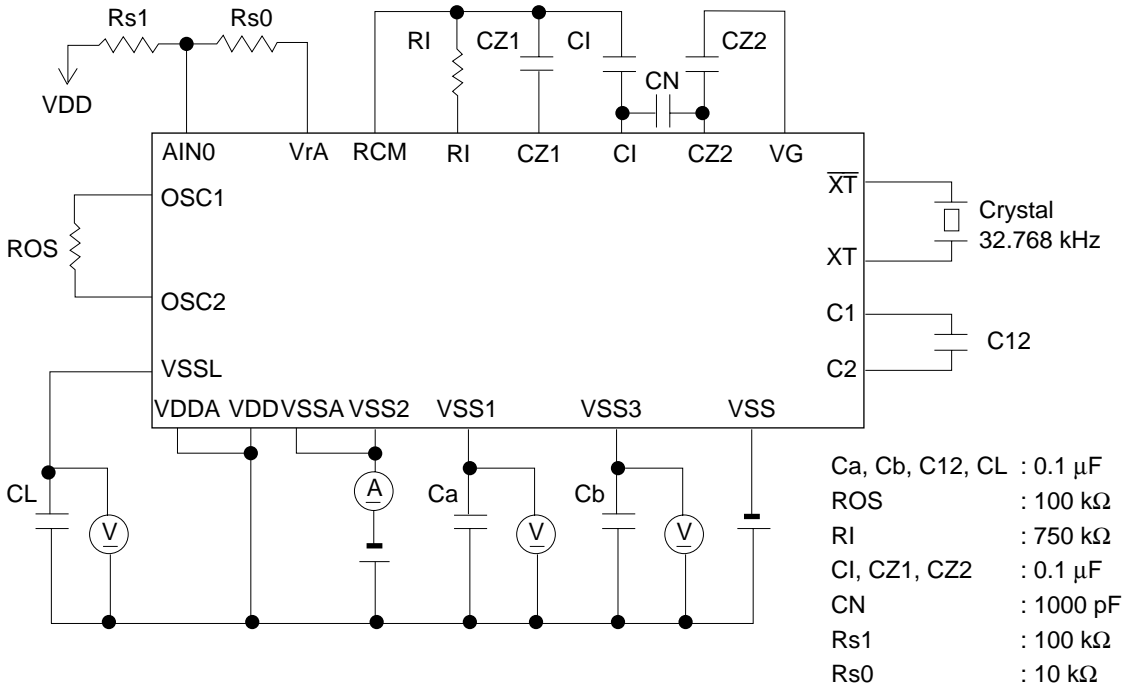 Rs1 Rs0 RI CZ1 CI CZ2
CN
VDD
AIN0 VrA RCM RI CZ1 CI CZ2 VG
OSC1
XT
Crystal
32.768 kHz
ROS
XT
OSC2
C1
C12
VSSL
C2
VDDA VDD VSSA VSS2 VSS1 VSS3 VSS
CL V A Ca V Cb V
Ca, Cb, C12, CL : 0.1 μF
ROS : 100 kΩ
RI : 750 kΩ
CI, CZ1, CZ2 : 0.1 μF
CN : 1000 pF
Rs1 : 100 kΩ
Rs0 : 10 kΩ